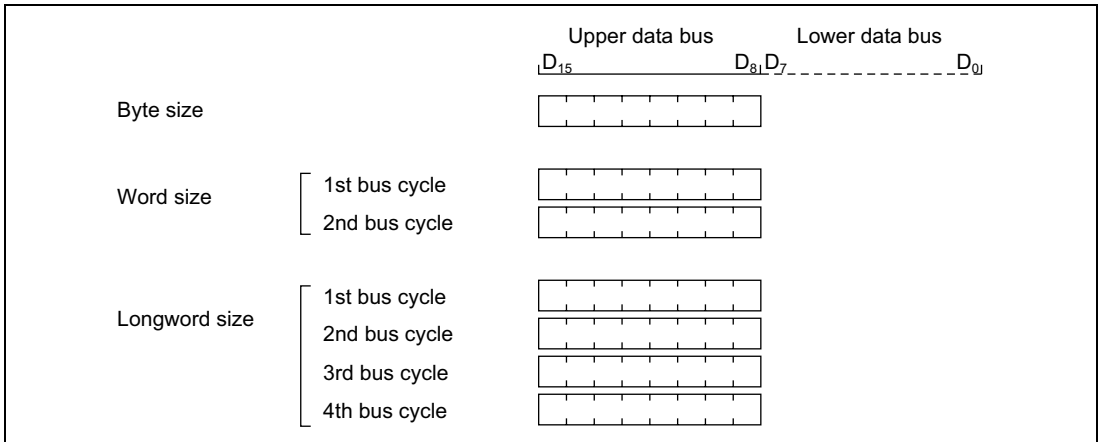 Upper data bus Lower data bus
D15 D8 D7 D0
Byte size
Word size
1st bus cycle
2nd bus cycle
Longword size
1st bus cycle
2nd bus cycle
3rd bus cycle
4th bus cycle